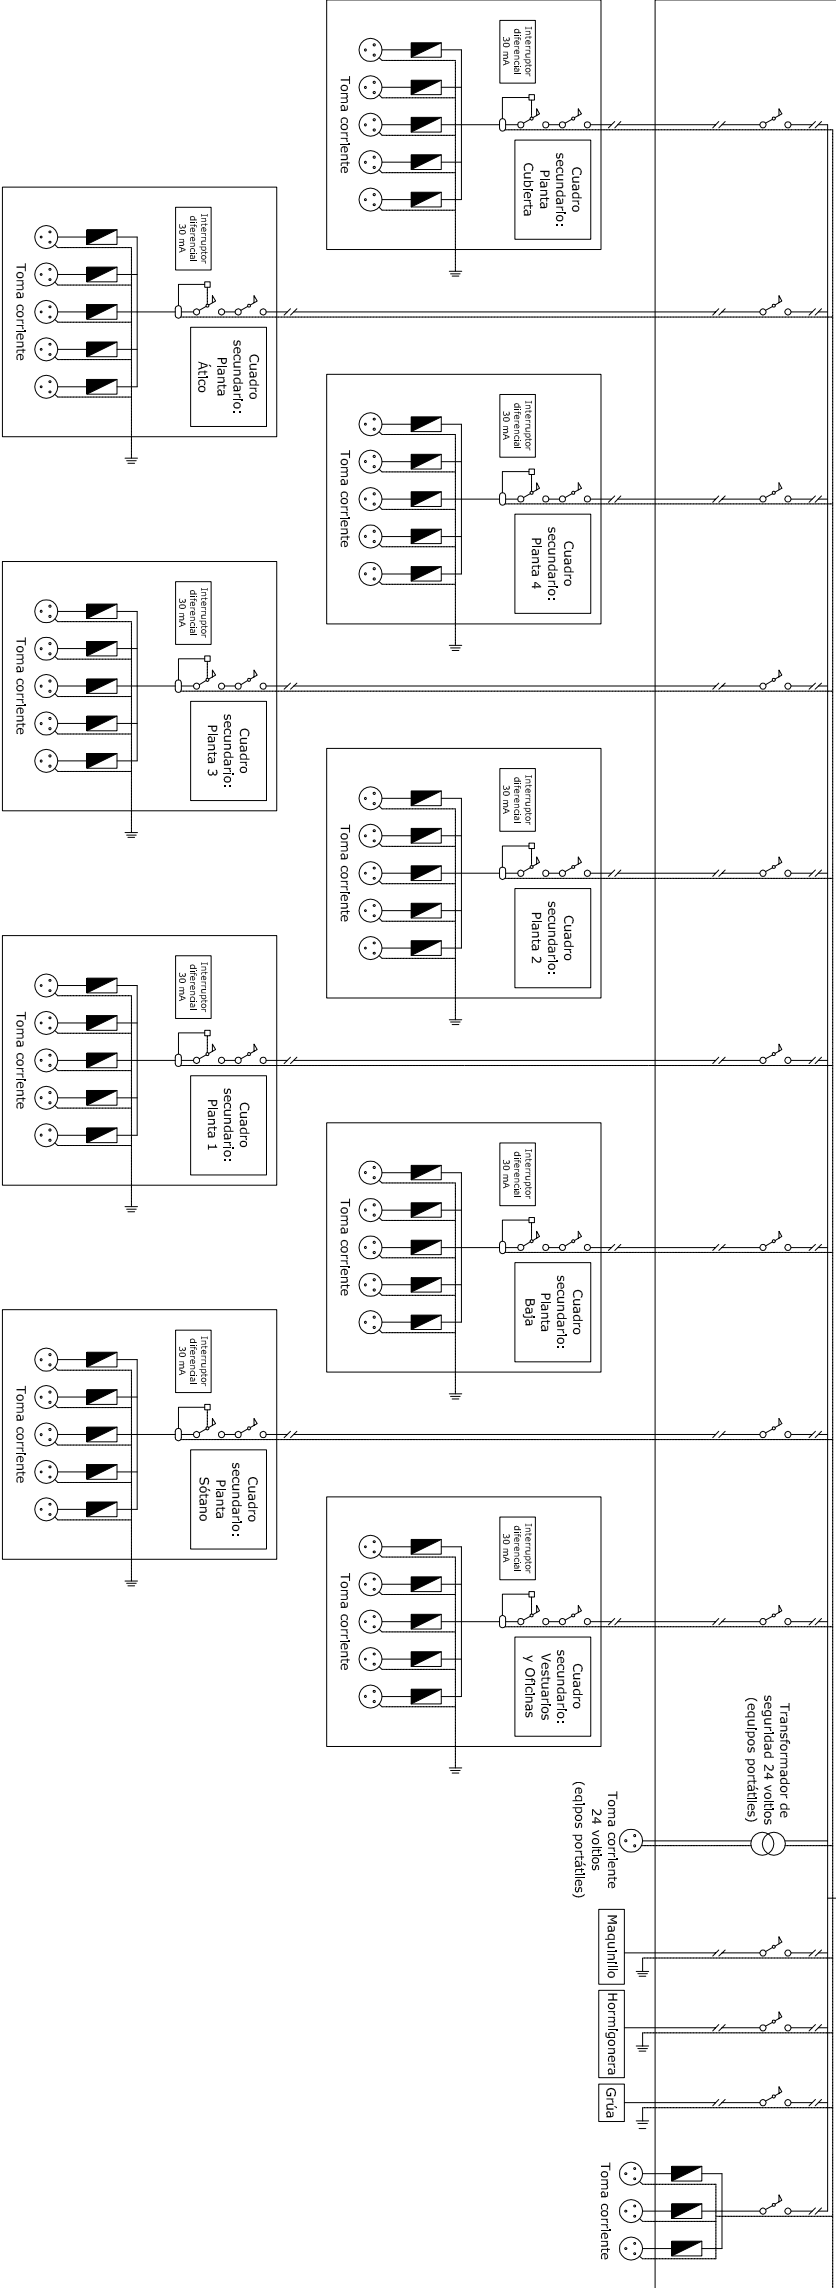 Interruptor
diferencial
30 mA
Cuadro
secundario:
Planta
Cubierta
Toma corriente
Interruptor
diferencial
30 mA
Cuadro
secundario:
Planta
Ático
Toma corriente
Interruptor
diferencial
30 mA
Cuadro
secundario:
Planta 4
Toma corriente
Interruptor
diferencial
30 mA
Cuadro
secundario:
Planta 3
Toma corriente
Interruptor
diferencial
30 mA
Cuadro
secundario:
Planta 2
Toma corriente
Interruptor
diferencial
30 mA
Cuadro
secundario:
Planta 1
Toma corriente
Interruptor
diferencial
30 mA
Cuadro
secundario:
Planta
Baja
Toma corriente
Interruptor
diferencial
30 mA
Cuadro
secundario:
Planta
Sótano
Toma corriente
Interruptor
diferencial
30 mA
Cuadro
secundario:
Vestuarios
y Oficinas
Toma corriente
Transformador de
seguridad 24 voltios
(equipos portátiles)
Toma corriente
24 voltios
(eqipos portátiles)
Maquinillo
Hormigonera
Grúa
Toma corriente